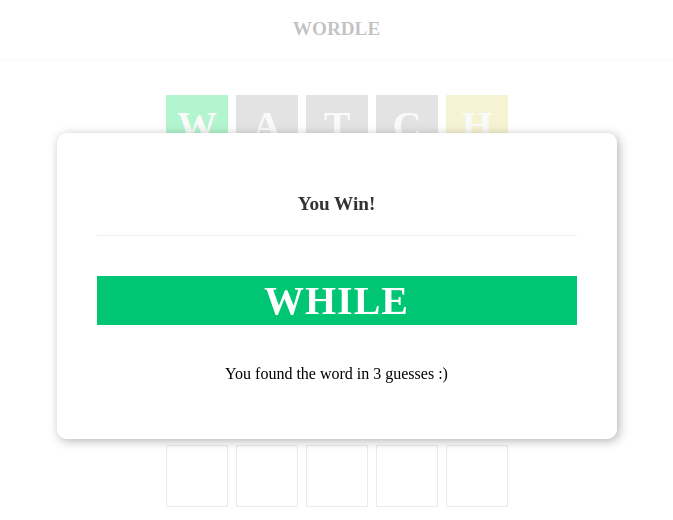 WORDLE
W A T C H
You Win!
WHILE
You found the word in 3 guesses :)